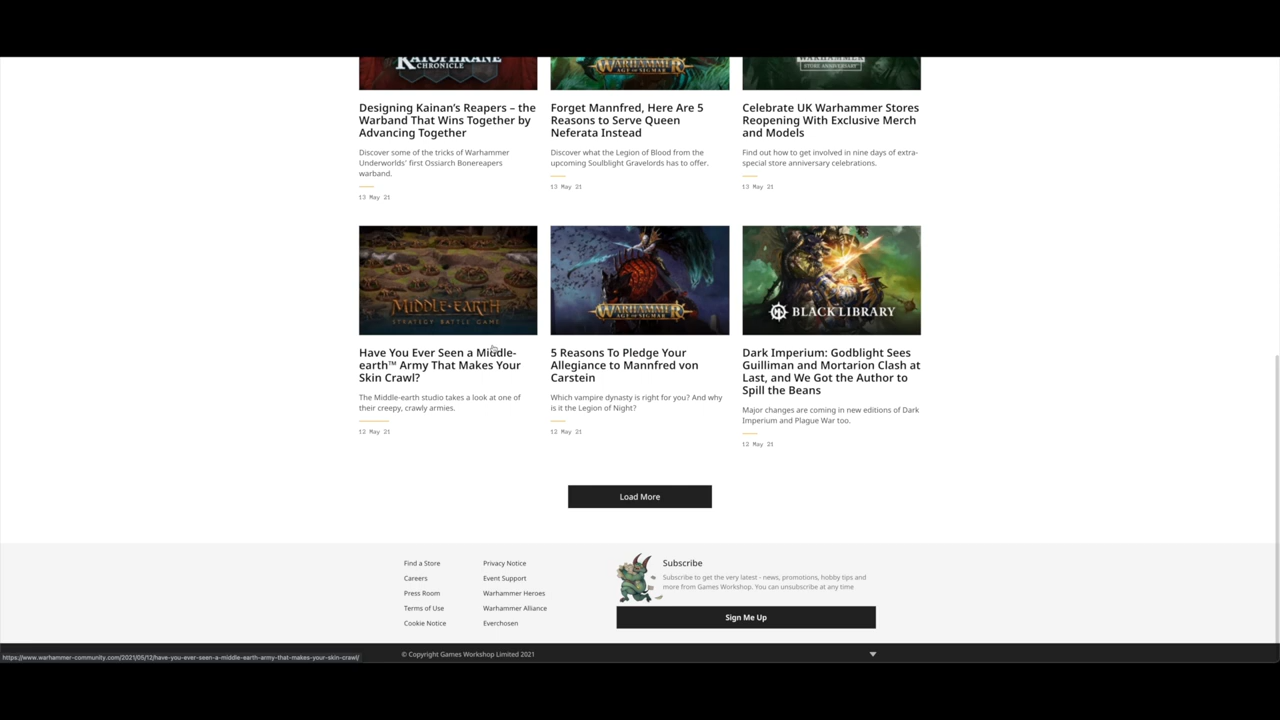 KATOPHRANE
CHRONICLE
WARHAMMER
AGE OF SIGMAR
WARHAMMER
STORE ANNIVERSARY
Designing Kainan's Reapers – the
Warband That Wins Together by
Advancing Together
Discover some of the tricks of Warhammer
Underworlds' first Ossiarch Bonereapers
warband.
13 May 21
Forget Mannfred, Here Are 5
Reasons to Serve Queen
Neferata Instead
Discover what the Legion of Blood from the
upcoming Soulblight Gravelords has to offer.
13 May 21
Celebrate UK Warhammer Stores
Reopening With Exclusive Merch
and Models
Find out how to get involved in nine days of extra-
special store anniversary celebrations.
13 May 21
MIDDLE-EARTH
STRATEGY BATTLE GAME
Have You Ever Seen a Middle-
earth™ Army That Makes Your
Skin Crawl?
The Middle-earth studio takes a look at one of
their creepy, crawly armies.
12 May 21
WARHAMMER
AGE OF SIGMAR
5 Reasons To Pledge Your
Allegiance to Mannfred von
Carstein
Which vampire dynasty is right for you? And why
is it the Legion of Night?
12 May 21
BLACK LIBRARY
Dark Imperium: Godblight Sees
Guilliman and Mortarion Clash at
Last, and We Got the Author to
Spill the Beans
Major changes are coming in new editions of Dark
Imperium and Plague War too.
12 May 21
Load More
Find a Store
Careers
Press Room
Terms of Use
Cookie Notice
Privacy Notice
Event Support
Warhammer Heroes
Warhammer Alliance
Everchosen
Subscribe
Subscribe to get the very latest - news, promotions, hobby tips and
more from Games Workshop. You can unsubscribe at any time
Sign Me Up
© Copyright Games Workshop Limited 2021
https://www.warhammer-community.com/2021/05/12/have-you-ever-seen-a-middle-earth-army-that-makes-your-skin-crawl/